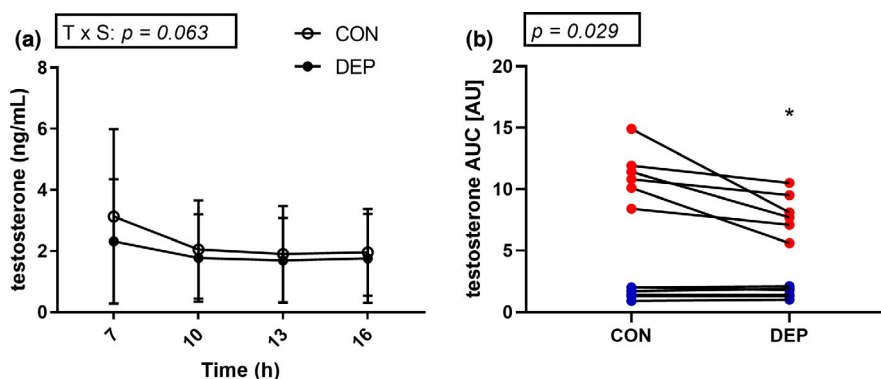 (a)
T x S: p = 0.063
CON
DEP
testosterone (ng/mL)
8
6
4
2
0
7
10
13
16
Time (h)
(b)
p = 0.029
testosterone AUC [AU]
20
15
10
5
0
*
CON
DEP